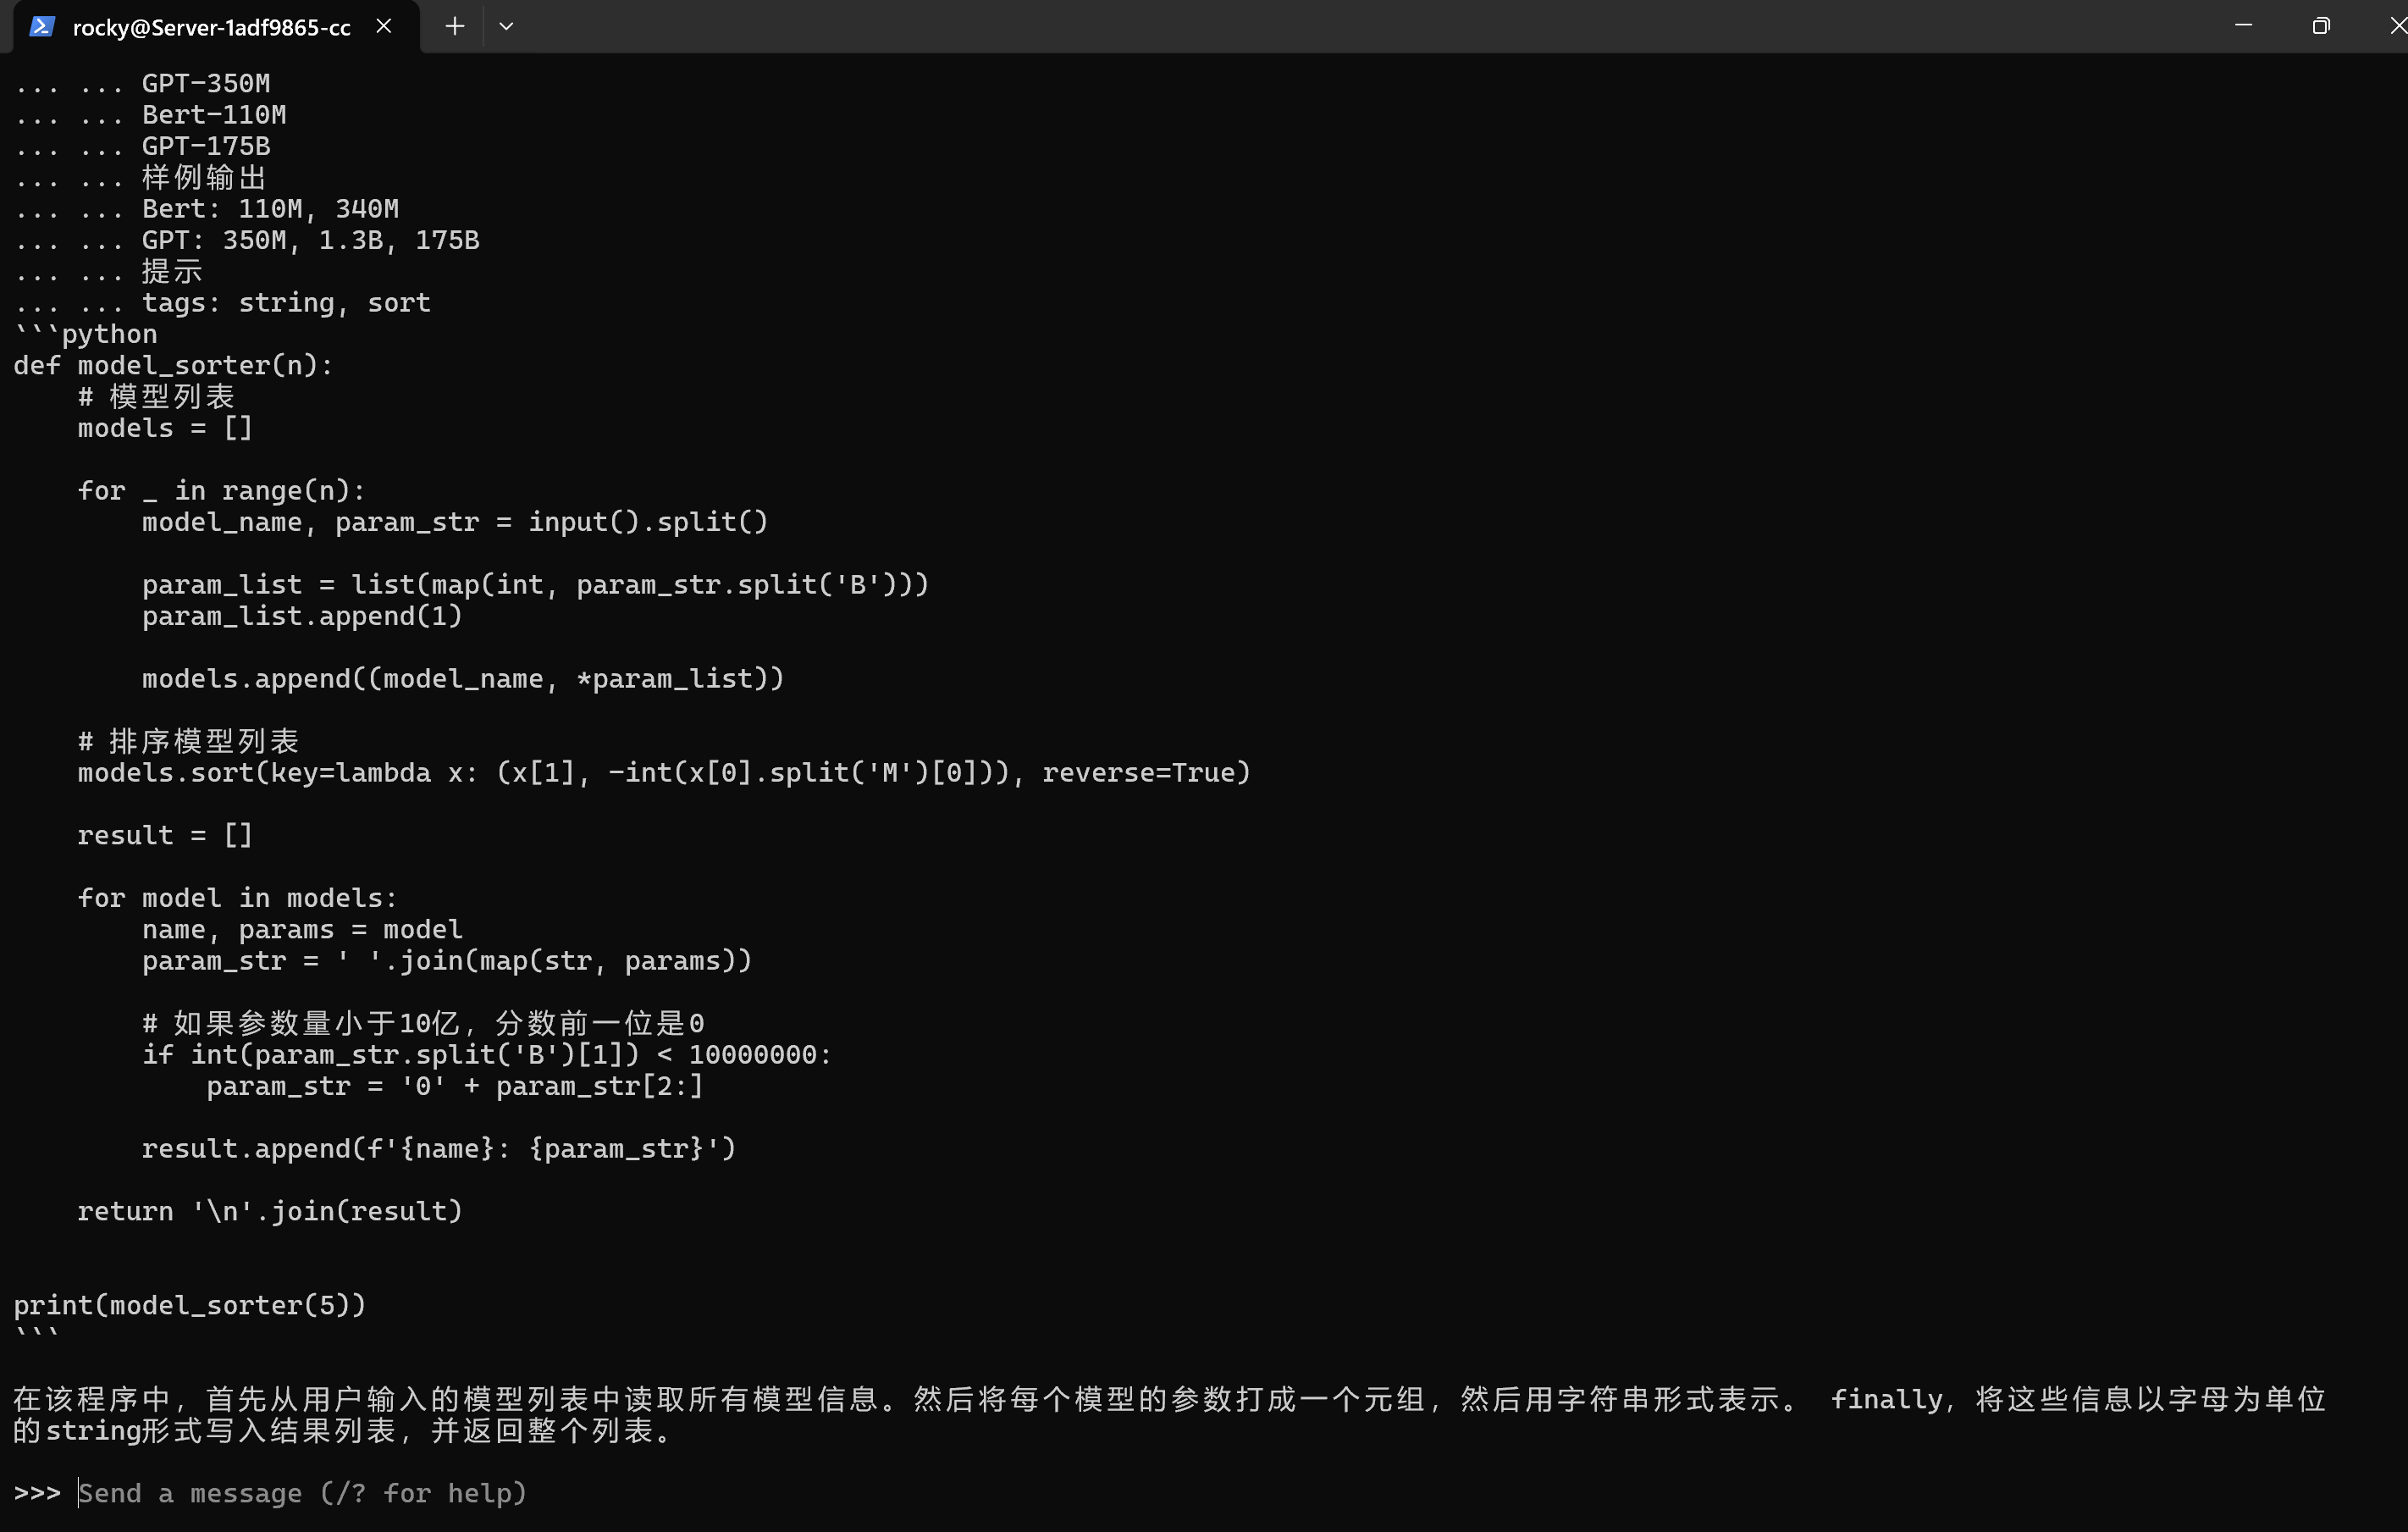 rocky@Server-1adf9865-cc
... ... GPT-350M
... ... Bert-110M
... ... GPT-175B
... ... 样例输出
... ... Bert: 110M, 340M
... ... GPT: 350M, 1.3B, 175B
... ... 提示
... ... tags: string, sort
```python
def model_sorter(n):
    # 模型列表
    models = []

    for _ in range(n):
        model_name, param_str = input().split()

        param_list = list(map(int, param_str.split('B')))
        param_list.append(1)

        models.append((model_name, *param_list))

    # 排序模型列表
    models.sort(key=lambda x: (x[1], -int(x[0].split('M')[0])), reverse=True)

    result = []

    for model in models:
        name, params = model
        param_str = ' '.join(map(str, params))

        # 如果参数量小于10亿，分数前一位是0
        if int(param_str.split('B')[1]) < 10000000:
            param_str = '0' + param_str[2:]

        result.append(f'{name}: {param_str}')

    return '\n'.join(result)


print(model_sorter(5))
```

在该程序中，首先从用户输入的模型列表中读取所有模型信息。然后将每个模型的参数打成一个元组，然后用字符串形式表示。 finally，将这些信息以字母为单位
的string形式写入结果列表，并返回整个列表。

>>> Send a message (/? for help)